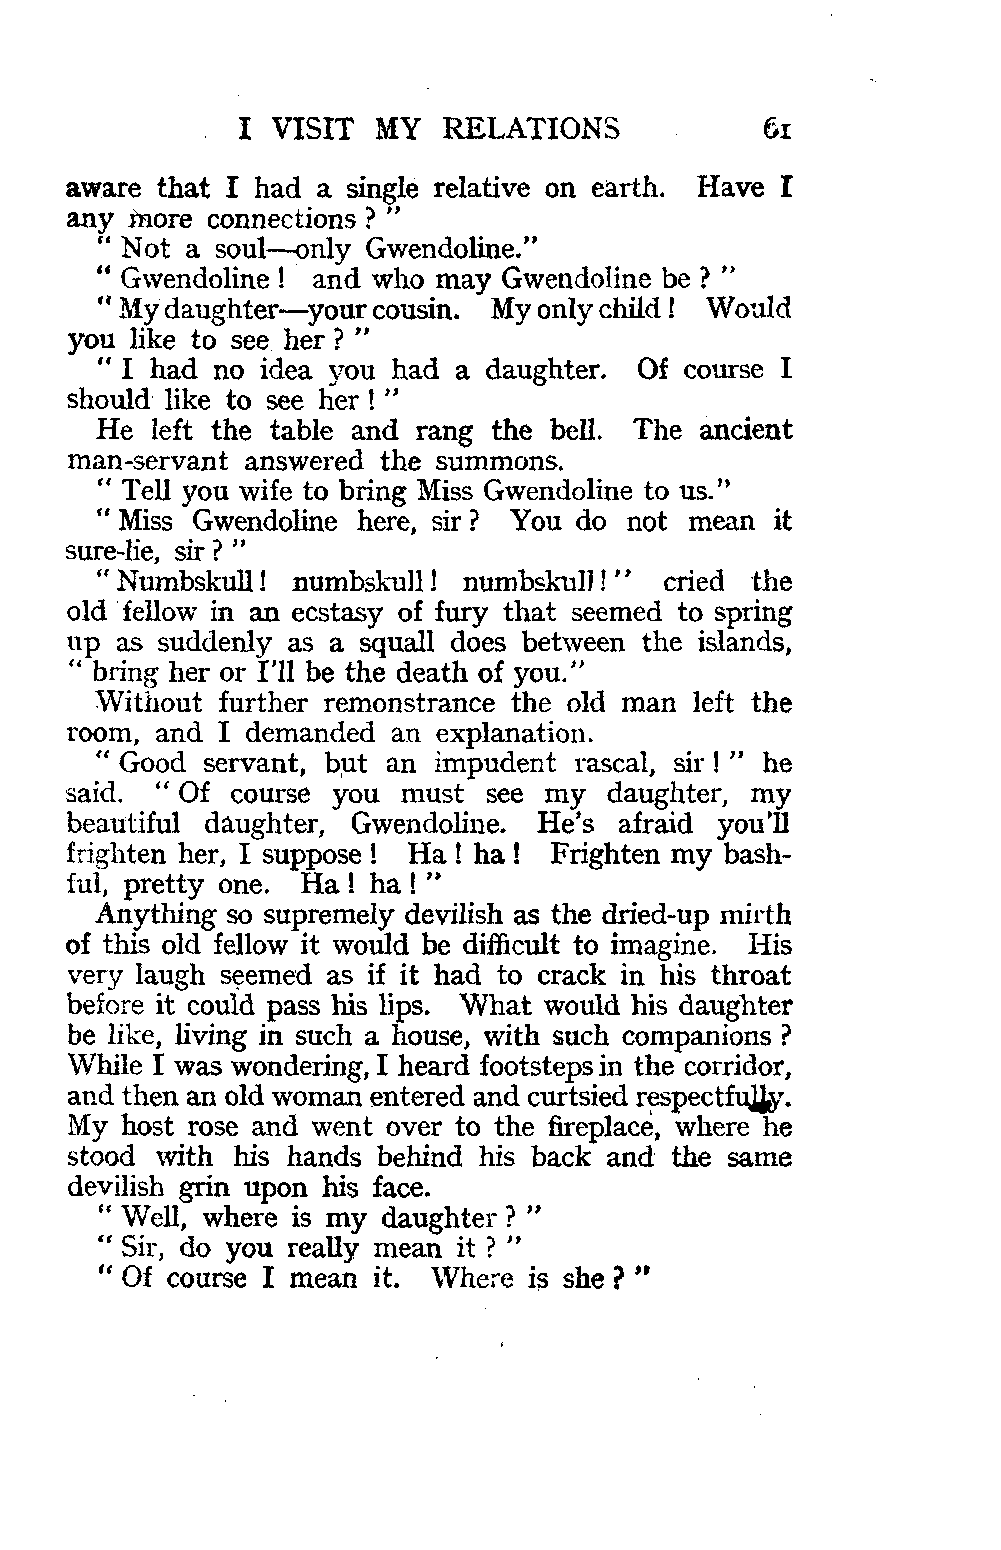 I VISIT MY RELATIONS 61
aware that I had a single relative on earth. Have I
any more connections ? "
" Not a soul—only Gwendoline."
" Gwendoline ! and who may Gwendoline be ? "
" My daughter—your cousin. My only child ! Would
you like to see her ? "
" I had no idea you had a daughter. Of course I
should like to see her ! "
He left the table and rang the bell. The ancient
man-servant answered the summons.
" Tell you wife to bring Miss Gwendoline to us."
" Miss Gwendoline here, sir ? You do not mean it
sure-lie, sir ? "
" Numbskull ! numbskull ! numbskull ! " cried the
old fellow in an ecstasy of fury that seemed to spring
up as suddenly as a squall does between the islands,
" bring her or I'll be the death of you."
Without further remonstrance the old man left the
room, and I demanded an explanation.
" Good servant, but an impudent rascal, sir ! " he
said. " Of course you must see my daughter, my
beautiful daughter, Gwendoline. He's afraid you'll
frighten her, I suppose ! Ha ! ha ! Frighten my bash-
ful, pretty one. Ha ! ha ! "
Anything so supremely devilish as the dried-up mirth
of this old fellow it would be difficult to imagine. His
very laugh seemed as if it had to crack in his throat
before it could pass his lips. What would his daughter
be like, living in such a house, with such companions ?
While I was wondering, I heard footsteps in the corridor,
and then an old woman entered and curtsied respectfully.
My host rose and went over to the fireplace, where he
stood with his hands behind his back and the same
devilish grin upon his face.
" Well, where is my daughter ? "
" Sir, do you really mean it ? "
" Of course I mean it. Where is she ? "